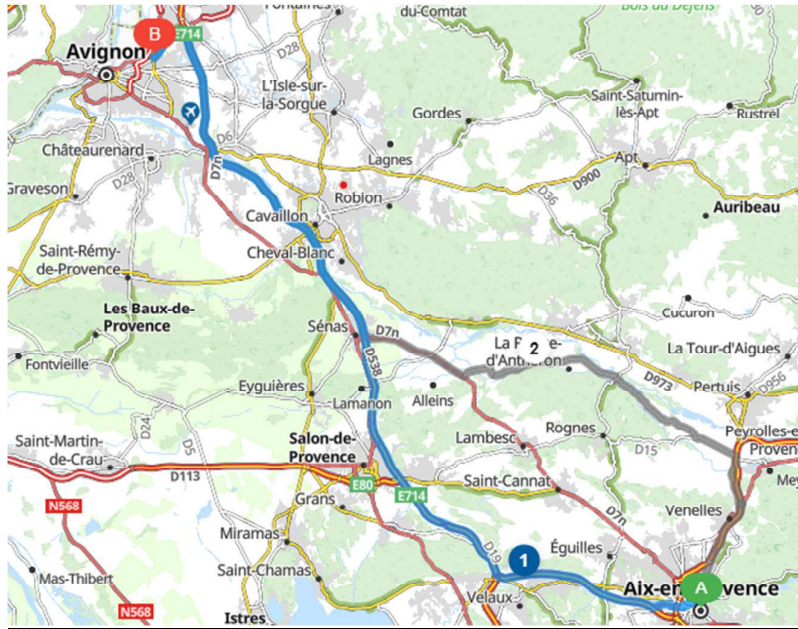 Fontaines
du-Comtat
Bois du Défens
Avignon
B
E714
D28
L'Isle-sur-
la-Sorgue
Saint-Saturnin-
lès-Apt
Rustrel
Gordes
D6
Châteaurenard
D7n
Lagnes
Apt
D28
D900
Graveson
Robion
D36
Auribeau
Cavaillon
Saint-Rémy-
de-Provence
Cheval-Blanc
Les Baux-de-
Provence
Cucuron
Sénas
D7n
2
La
d'Antheron
La Tour-d'Aigues
Fontvieille
D538
D973
Pertuis
D956
Eyguières
Lamanon
Alleins
D24
D5
Rognes
Peyrolles-e
Proven
Saint-Martin-
de-Crau
Salon-de-
Provence
Lambesc
D15
D113
E80
E714
Saint-Cannat
Mey
N568
Grans
D7n
Venelles
Miramas
D19
1
Éguilles
Mas-Thibert
Saint-Chamas
A
Aix-en-Provence
N568
Istres
Velaux